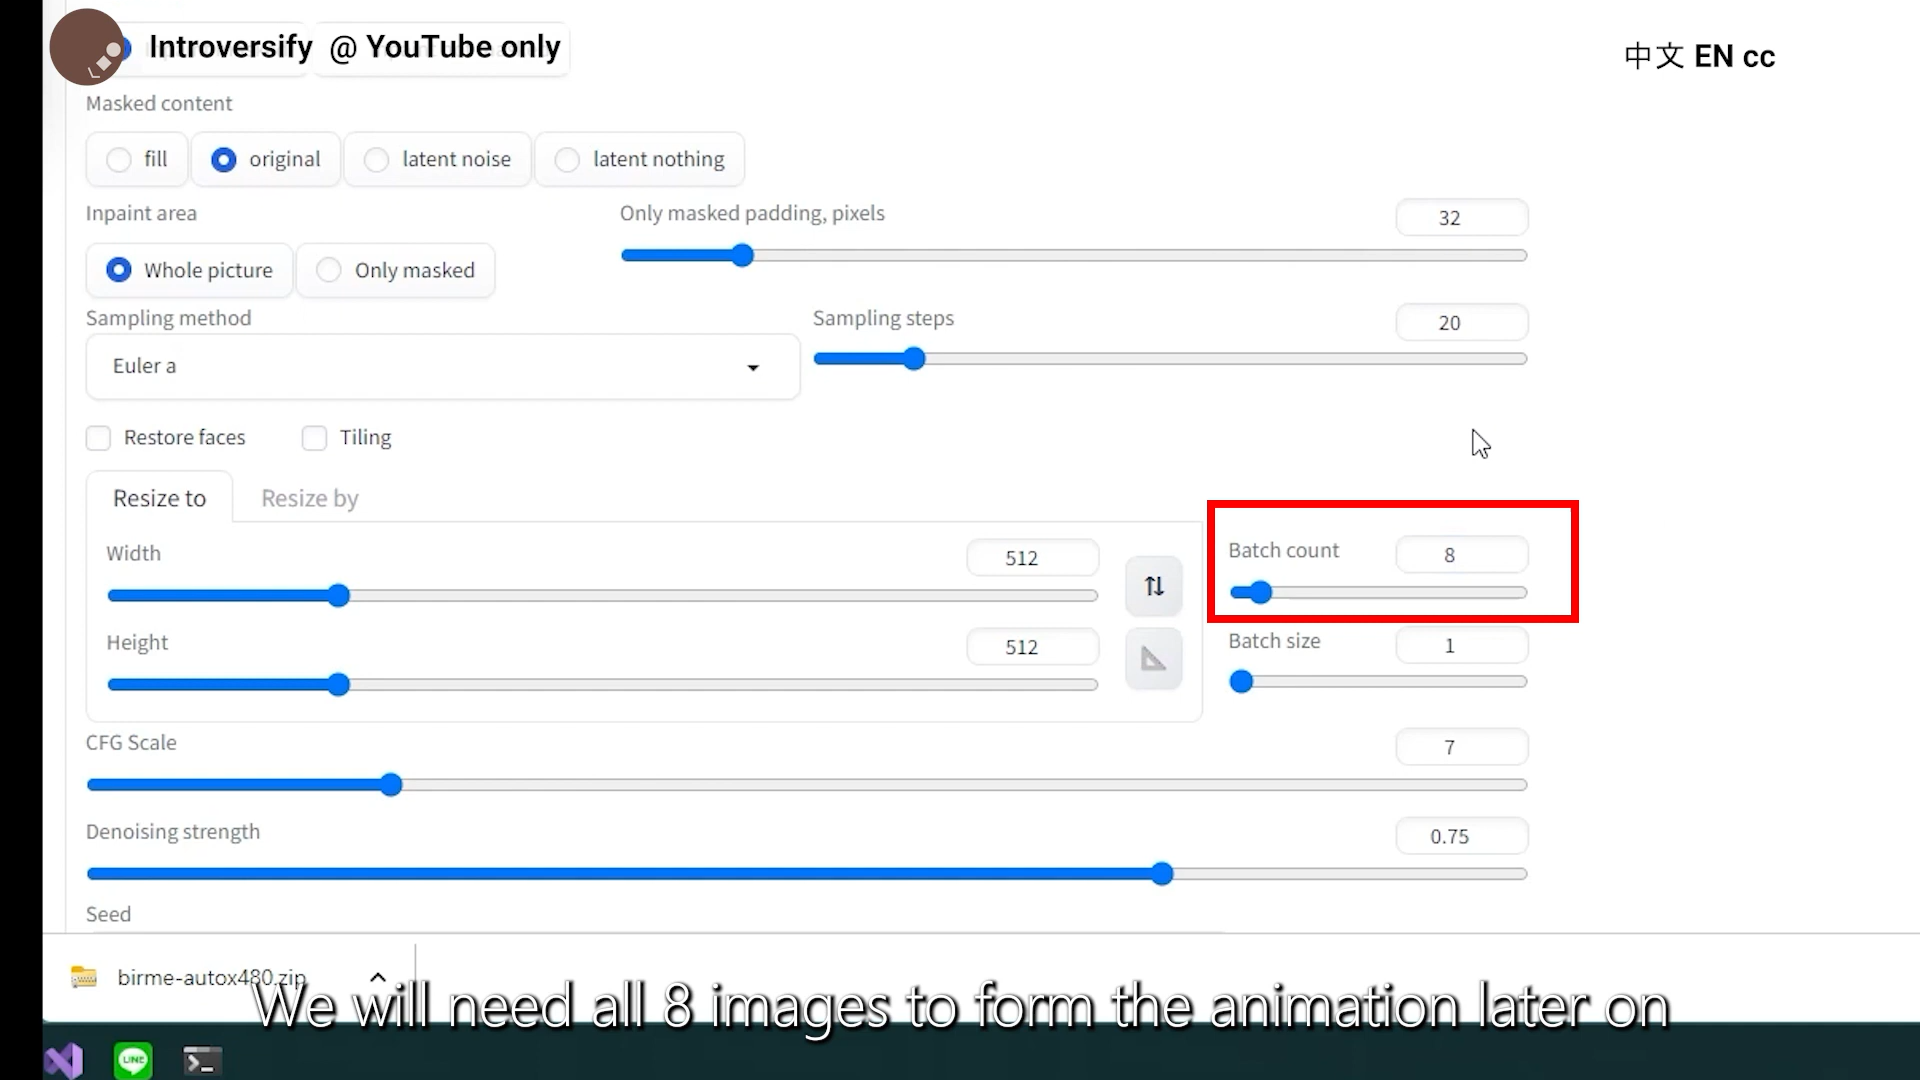 Introversify @ YouTube only
中文 EN cc
Masked content
fill
original
latent noise
latent nothing
Inpaint area
Only masked padding, pixels
32
Whole picture
Only masked
Sampling method
Sampling steps
20
Euler a
Restore faces
Tiling
Resize to
Resize by
Width
512
Batch count
8
Height
512
Batch size
1
CFG Scale
7
Denoising strength
0.75
Seed
birme-autox480.zip
We will need all 8 images to form the animation later on
LINE